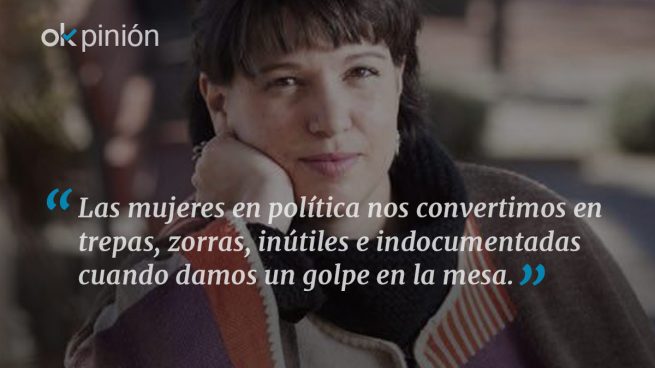 okpinión
“Las mujeres en política nos convertimos en
trepas, zorras, inútiles e indocumentadas
cuando damos un golpe en la mesa.”